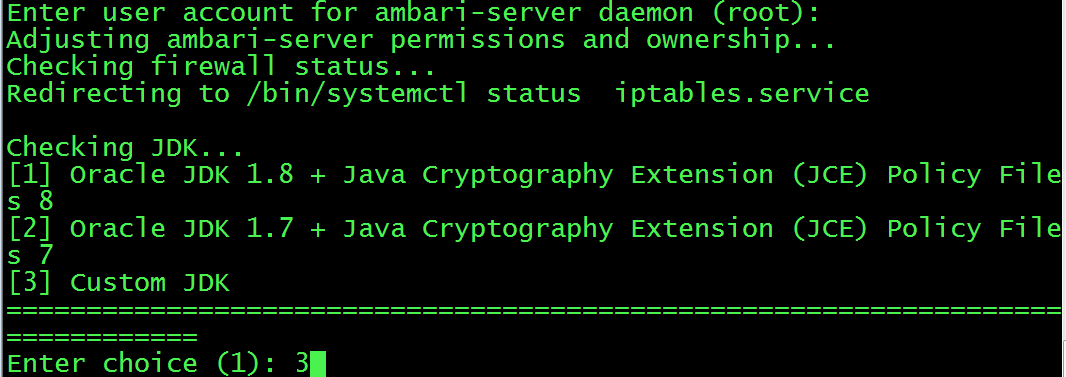 Enter user account for ambari-server daemon (root):
Adjusting ambari-server permissions and ownership...
Checking firewall status...
Redirecting to /bin/systemctl status  iptables.service

Checking JDK...
[1] Oracle JDK 1.8 + Java Cryptography Extension (JCE) Policy File
s 8
[2] Oracle JDK 1.7 + Java Cryptography Extension (JCE) Policy File
s 7
[3] Custom JDK
==================================================================
============
Enter choice (1): 3